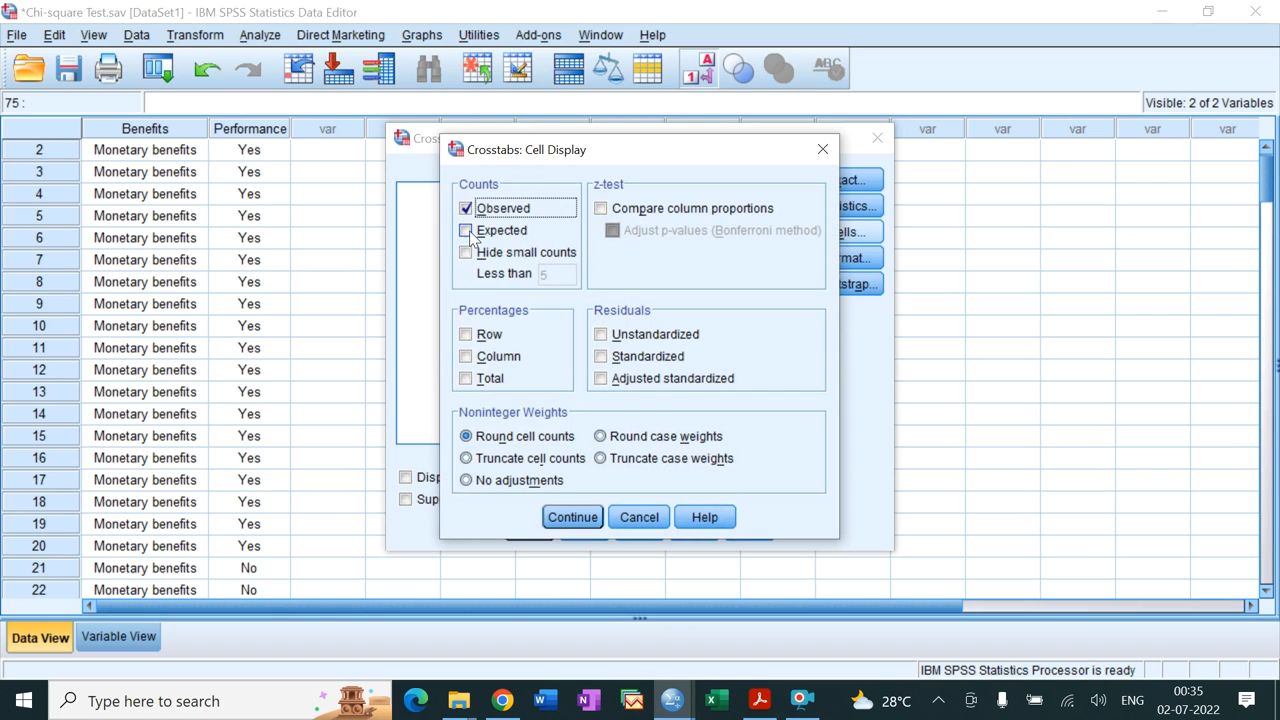 *Chi-square Test.sav [DataSet1] - IBM SPSS Statistics Data Editor
File Edit View Data Transform Analyze Direct Marketing Graphs Utilities Add-ons Window Help
75 :
Visible: 2 of 2 Variables
Benefits Performance var var var var var var
2 Monetary benefits Yes
3 Monetary benefits Yes
4 Monetary benefits Yes
5 Monetary benefits Yes
6 Monetary benefits Yes
7 Monetary benefits Yes
8 Monetary benefits Yes
9 Monetary benefits Yes
10 Monetary benefits Yes
11 Monetary benefits Yes
12 Monetary benefits Yes
13 Monetary benefits Yes
14 Monetary benefits Yes
15 Monetary benefits Yes
16 Monetary benefits Yes
17 Monetary benefits Yes
18 Monetary benefits Yes
19 Monetary benefits Yes
20 Monetary benefits Yes
21 Monetary benefits No
22 Monetary benefits No
Crosstabs: Cell Display
Counts
Observed
Expected
Hide small counts
Less than 5
z-test
Compare column proportions
Adjust p-values (Bonferroni method)
Percentages
Row
Column
Total
Residuals
Unstandardized
Standardized
Adjusted standardized
Noninteger Weights
Round cell counts Round case weights
Truncate cell counts Truncate case weights
No adjustments
Continue Cancel Help
Data View Variable View
IBM SPSS Statistics Processor is ready
Type here to search
28°C
ENG
00:35
02-07-2022